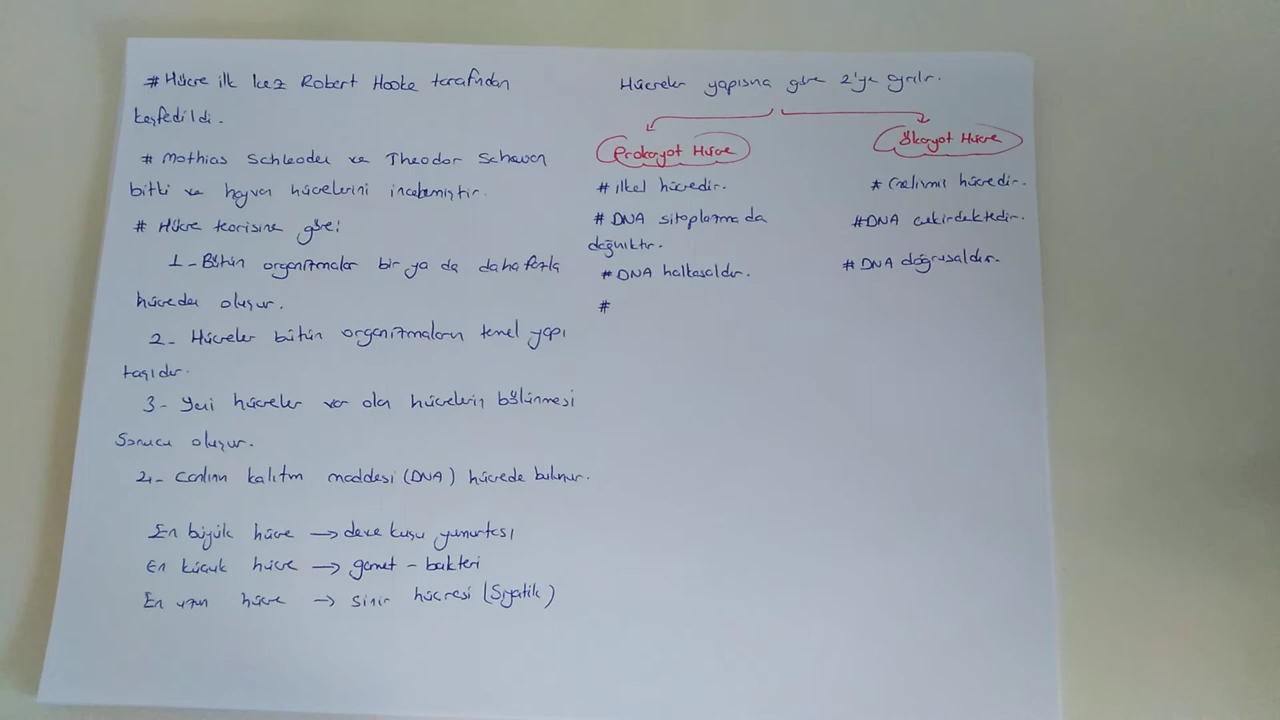 # Hücre ilk kez Robert Hooke tarafından
keşfedildi.
# Mathias Schleoden ve Theodor Schawan
bitki ve hayvan hücrelerini incelemiştir.
# Hücre teorisine göre;
1- Bütün organizmalar bir ya da daha fazla
hücreden oluşur.
2- Hücreler bütün organizmaların temel yapı
taşıdır.
3- Yeni hücreler var olan hücrelerin bölünmesi
Sonucu oluşur.
4- Canlının kalıtım maddesi (DNA) hücrede bulunur.
En büyük hücre → deve kuşu yumurtası
En küçük hücre → gamet - bakteri
En uzun hücre → Sinir hücresi (Siyatik)
Hücreler yapısına göre 2'ye ayrılır.
Prokaryot Hücre
# ilkel hücredir.
# DNA sitoplazmada
dağınıktır.
# DNA halkasaldır.
#
Ökaryot Hücre
* Gelişmiş hücredir.
# DNA çekirdektedir.
# DNA doğrusaldır.